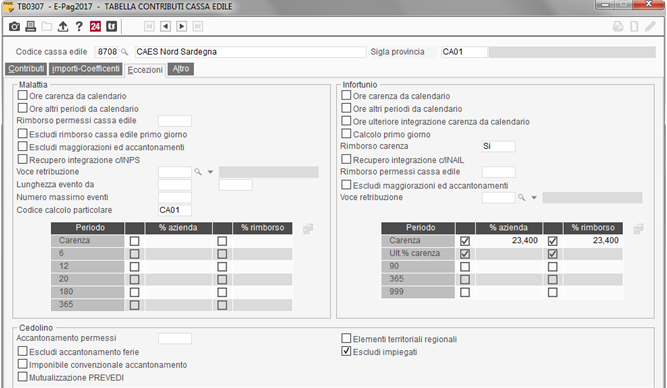 TB0307 - E-Pag2017 - TABELLA CONTRIBUTI CASSA EDILE
24
Codice cassa edile 8708 CAES Nord Sardegna Sigla provincia CA01
Contributi Importi-Coefficenti Eccezioni Altro
Malattia
Ore carenza da calendario
Ore altri periodi da calendario
Rimborso permessi cassa edile
Escludi rimborso cassa edile primo giorno
Escludi maggiorazioni ed accantonamenti
Recupero integrazione c/INPS
Voce retribuzione
Lunghezza evento da
Numero massimo eventi
Codice calcolo particolare CA01
Periodo % azienda % rimborso
Carenza
6
12
20
180
365
Infortunio
Ore carenza da calendario
Ore altri periodi da calendario
Ore ulteriore integrazione carenza da calendario
Calcolo primo giorno
Rimborso carenza Si
Recupero integrazione c/INAIL
Rimborso permessi cassa edile
Escludi maggiorazioni ed accantonamenti
Voce retribuzione
Periodo % azienda % rimborso
Carenza 23,400 23,400
Ult.% carenza
90
365
999
Cedolino
Accantonamento permessi
Escludi accantonamento ferie
Imponibile convenzionale accantonamento
Mutualizzazione PREVEDI
Elementi territoriali regionali
Escludi impiegati